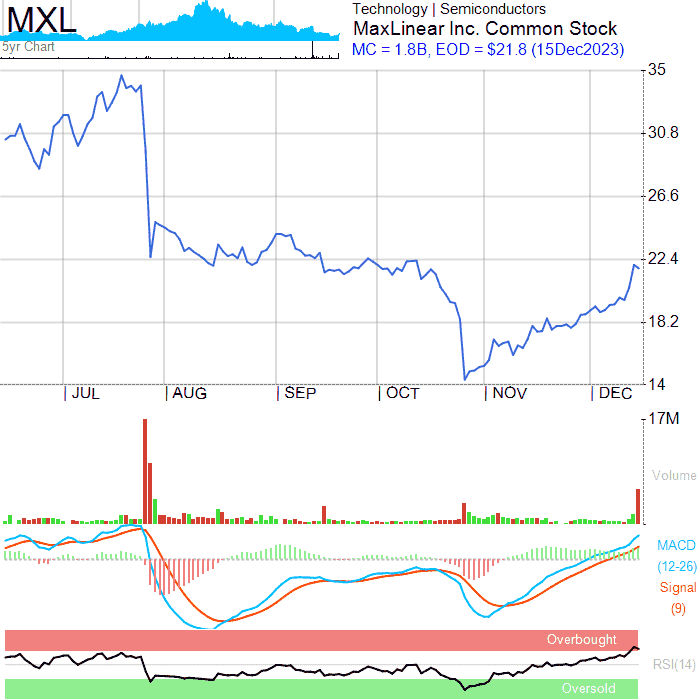 MXL
5yr Chart
Technology | Semiconductors
MaxLinear Inc. Common Stock
MC = 1.8B, EOD = $21.8 (15Dec2023)
35
30.8
26.6
22.4
18.2
14
JUL
AUG
SEP
OCT
NOV
DEC
17M
Volume
MACD
(12-26)
Signal
(9)
Overbought
RSI(14)
Oversold